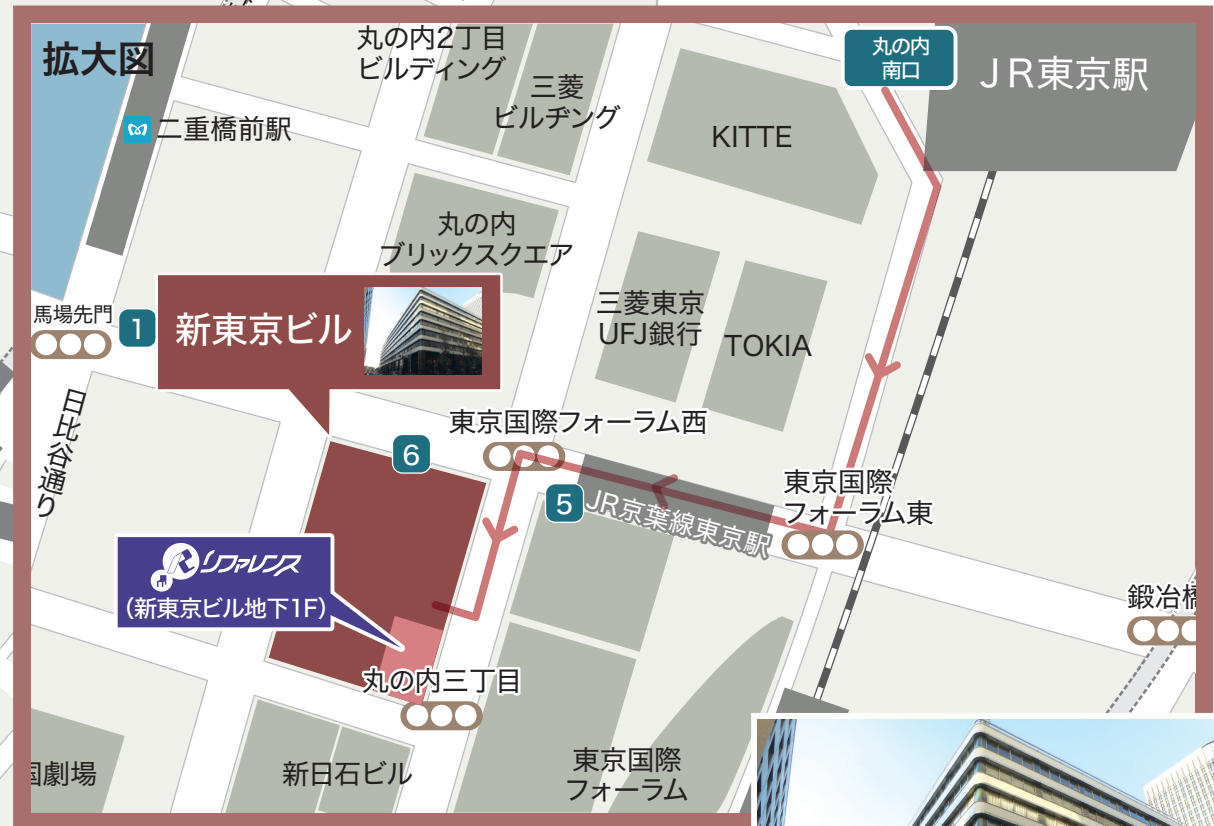 拡大図
丸の内2丁目
ビルディング
三菱
ビルヂング
丸の内
南口
JR東京駅
二重橋前駅
KITTE
丸の内
ブリックスクエア
馬場先門
1
新東京ビル
三菱東京
UFJ銀行
TOKIA
日比谷通り
東京国際フォーラム西
6
5
JR京葉線東京駅
東京国際
フォーラム東
リファレンス
(新東京ビル地下1F)
鍛冶橋
丸の内三丁目
国劇場
新日石ビル
東京国際
フォーラム